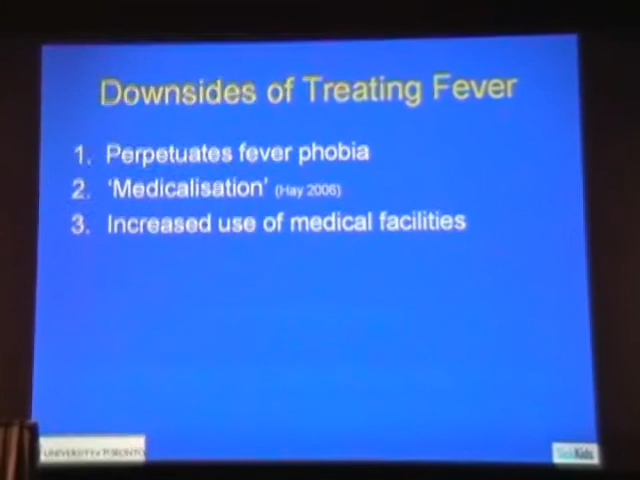 Downsides of Treating Fever
1. Perpetuates fever phobia
2. 'Medicalisation' (Hay 2006)
3. Increased use of medical facilities
UNIVERSITY OF TORONTO
SickKids